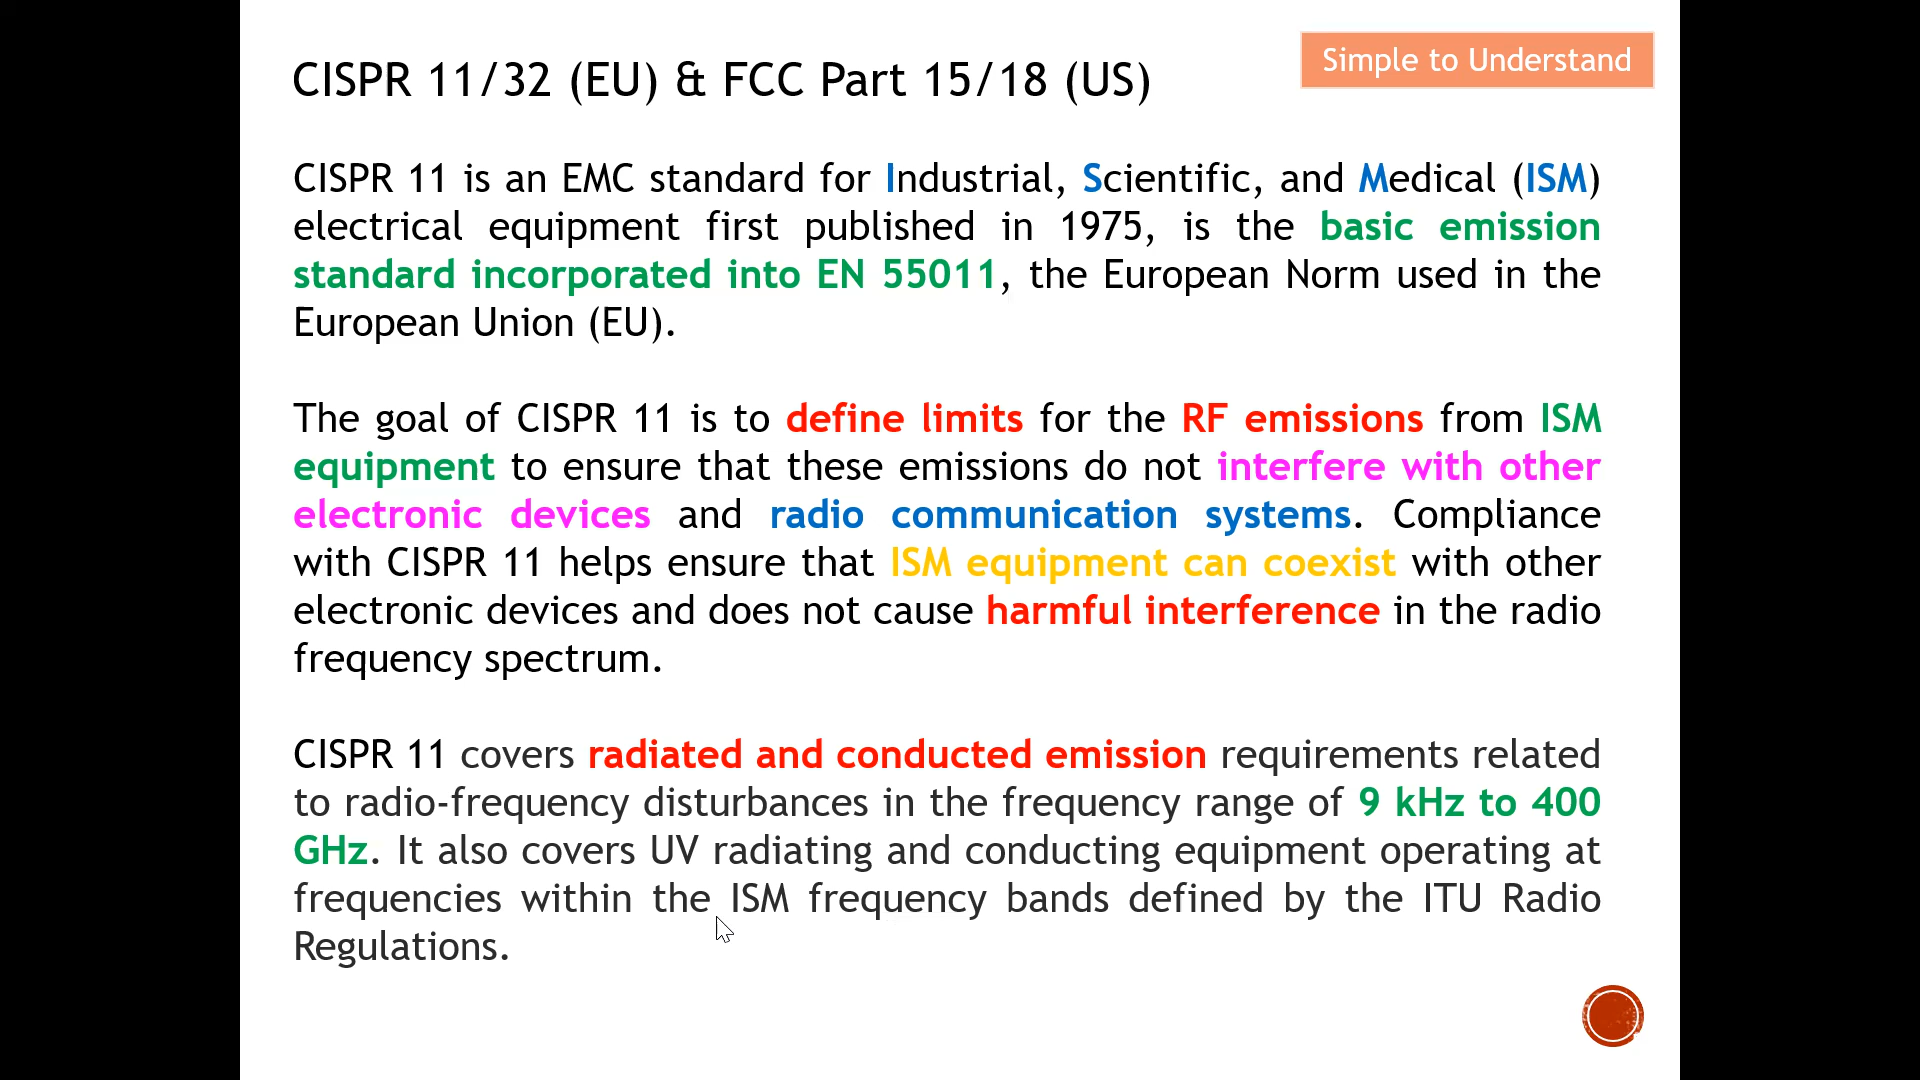 CISPR 11/32 (EU) & FCC Part 15/18 (US)
Simple to Understand
CISPR 11 is an EMC standard for Industrial, Scientific, and Medical (ISM)
electrical equipment first published in 1975, is the basic emission
standard incorporated into EN 55011, the European Norm used in the
European Union (EU).
The goal of CISPR 11 is to define limits for the RF emissions from ISM
equipment to ensure that these emissions do not interfere with other
electronic devices and radio communication systems. Compliance
with CISPR 11 helps ensure that ISM equipment can coexist with other
electronic devices and does not cause harmful interference in the radio
frequency spectrum.
CISPR 11 covers radiated and conducted emission requirements related
to radio-frequency disturbances in the frequency range of 9 kHz to 400
GHz. It also covers UV radiating and conducting equipment operating at
frequencies within the ISM frequency bands defined by the ITU Radio
Regulations.